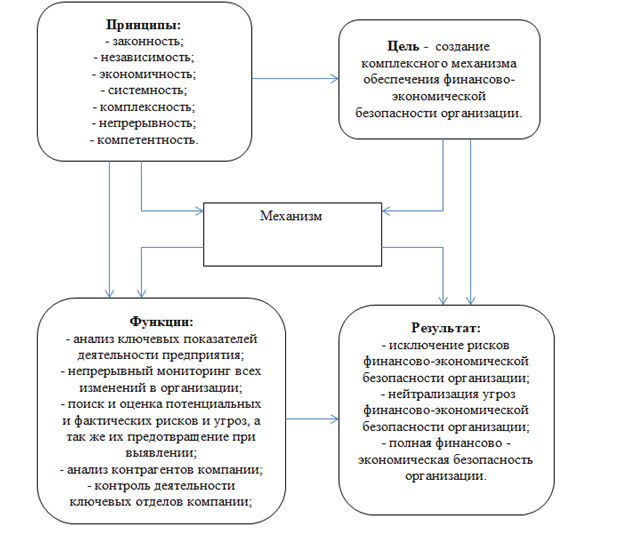 Принципы:
- законность;
- независимость;
- экономичность;
- системность;
- комплексность;
- непрерывность;
- компетентность.
Цель - создание
комплексного механизма
обеспечения финансово-
экономической
безопасности организации.
Механизм
Функции:
- анализ ключевых показателей
деятельности предприятия;
- непрерывный мониторинг всех
изменений в организации;
- поиск и оценка потенциальных
и фактических рисков и угроз, а
так же их предотвращение при
выявлении;
- анализ контрагентов компании;
- контроль деятельности
ключевых отделов компании;
Результат:
- исключение рисков
финансово-экономической
безопасности организации;
- нейтрализация угроз
финансово-экономической
безопасности организации;
- полная финансово -
экономическая безопасность
организации.